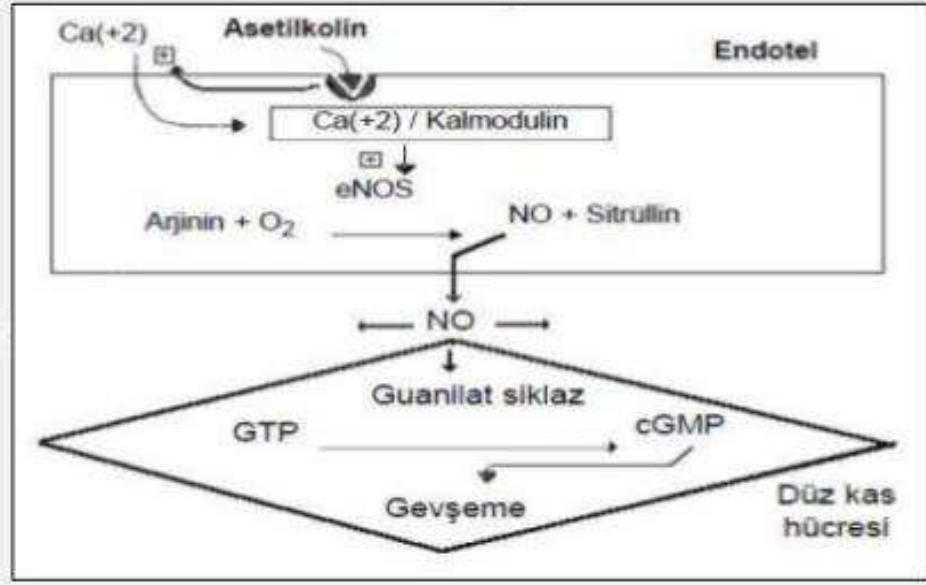 Ca(+2)
Asetilkolin
Endotel
+
Ca(+2) / Kalmodulin
+
eNOS
Arjinin + O2
NO + Sitrüllin
NO
Guanilat siklaz
GTP
cGMP
Gevşeme
Düz kas
hücresi